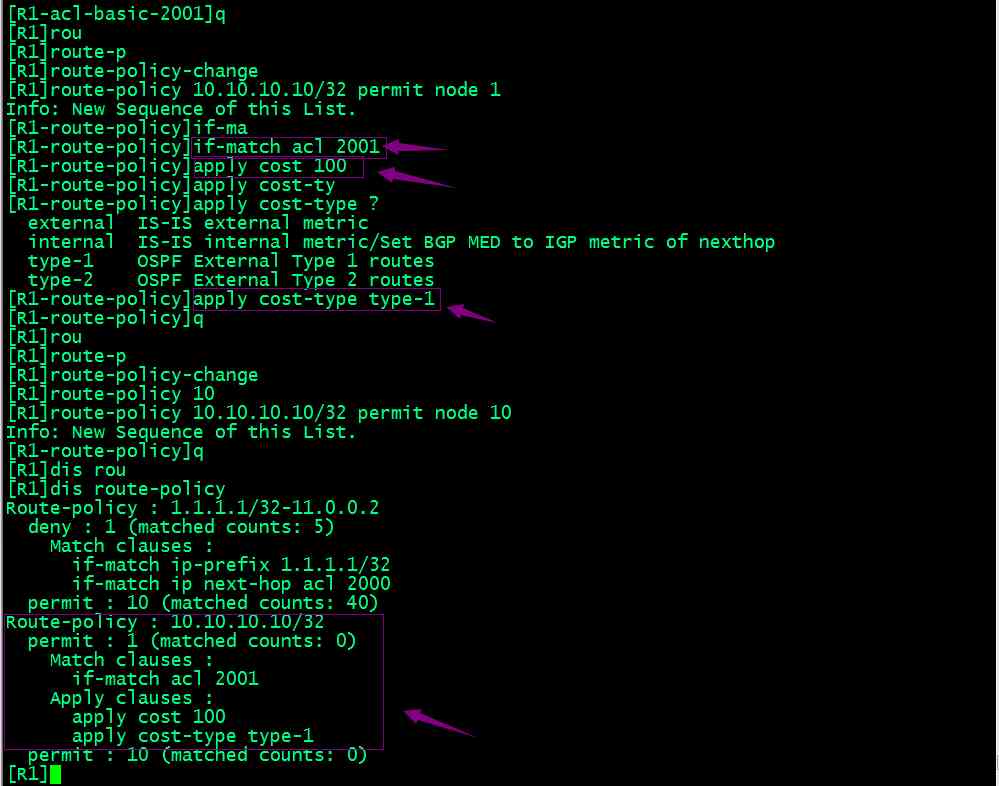 [R1-acl-basic-2001]q
[R1]rou
[R1]route-p
[R1]route-policy-change
[R1]route-policy 10.10.10.10/32 permit node 1
Info: New Sequence of this List.
[R1-route-policy]if-ma
[R1-route-policy]if-match acl 2001
[R1-route-policy]apply cost 100
[R1-route-policy]apply cost-ty
[R1-route-policy]apply cost-type ?
  external  IS-IS external metric
  internal  IS-IS internal metric/Set BGP MED to IGP metric of nexthop
  type-1    OSPF External Type 1 routes
  type-2    OSPF External Type 2 routes
[R1-route-policy]apply cost-type type-1
[R1-route-policy]q
[R1]rou
[R1]route-p
[R1]route-policy-change
[R1]route-policy 10
[R1]route-policy 10.10.10.10/32 permit node 10
Info: New Sequence of this List.
[R1-route-policy]q
[R1]dis rou
[R1]dis route-policy
Route-policy : 1.1.1.1/32-11.0.0.2
  deny : 1 (matched counts: 5)
    Match clauses :
      if-match ip-prefix 1.1.1.1/32
      if-match ip next-hop acl 2000
  permit : 10 (matched counts: 40)
Route-policy : 10.10.10.10/32
  permit : 1 (matched counts: 0)
    Match clauses :
      if-match acl 2001
    Apply clauses :
      apply cost 100
      apply cost-type type-1
  permit : 10 (matched counts: 0)
[R1]